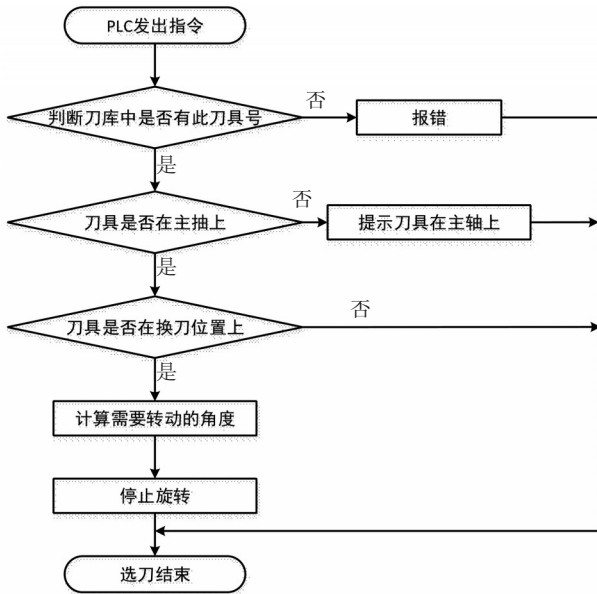 PLC发出指令
判断刀库中是否有此刀具号
否
报错
是
刀具是否在主抽上
否
提示刀具在主轴上
是
刀具是否在换刀位置上
否
是
计算需要转动的角度
停止旋转
选刀结束